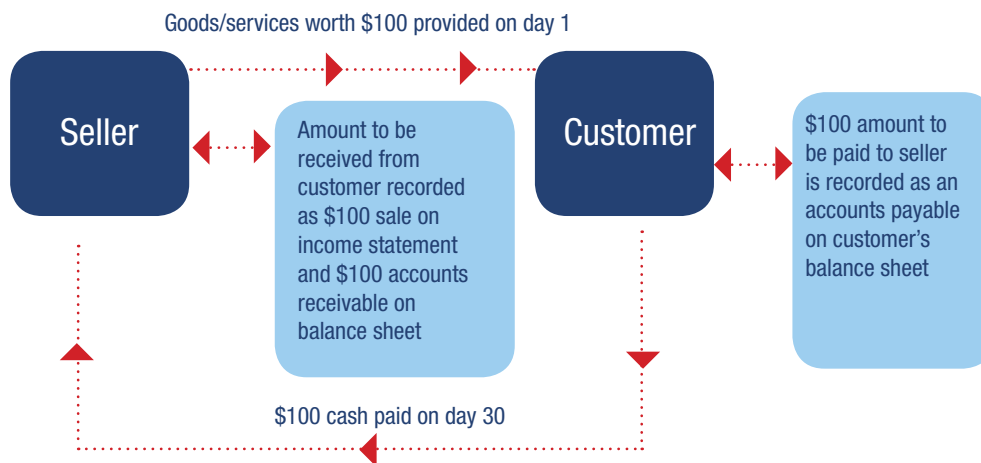 Goods/services worth $100 provided on day 1
Seller
Amount to be
received from
customer recorded
as $100 sale on
income statement
and $100 accounts
receivable on
balance sheet
Customer
$100 amount to
be paid to seller
is recorded as an
accounts payable
on customer's
balance sheet
$100 cash paid on day 30